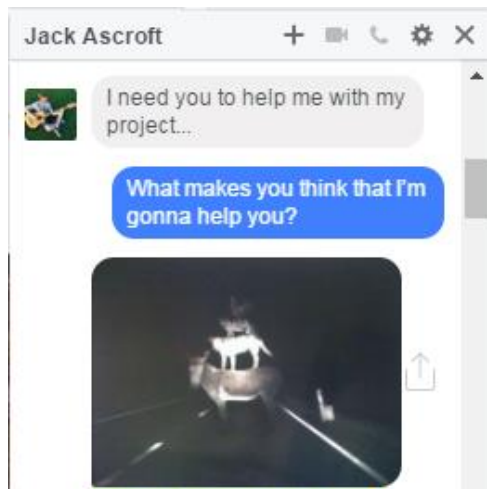 Jack Ascroft
I need you to help me with my
project...
What makes you think that I'm
gonna help you?